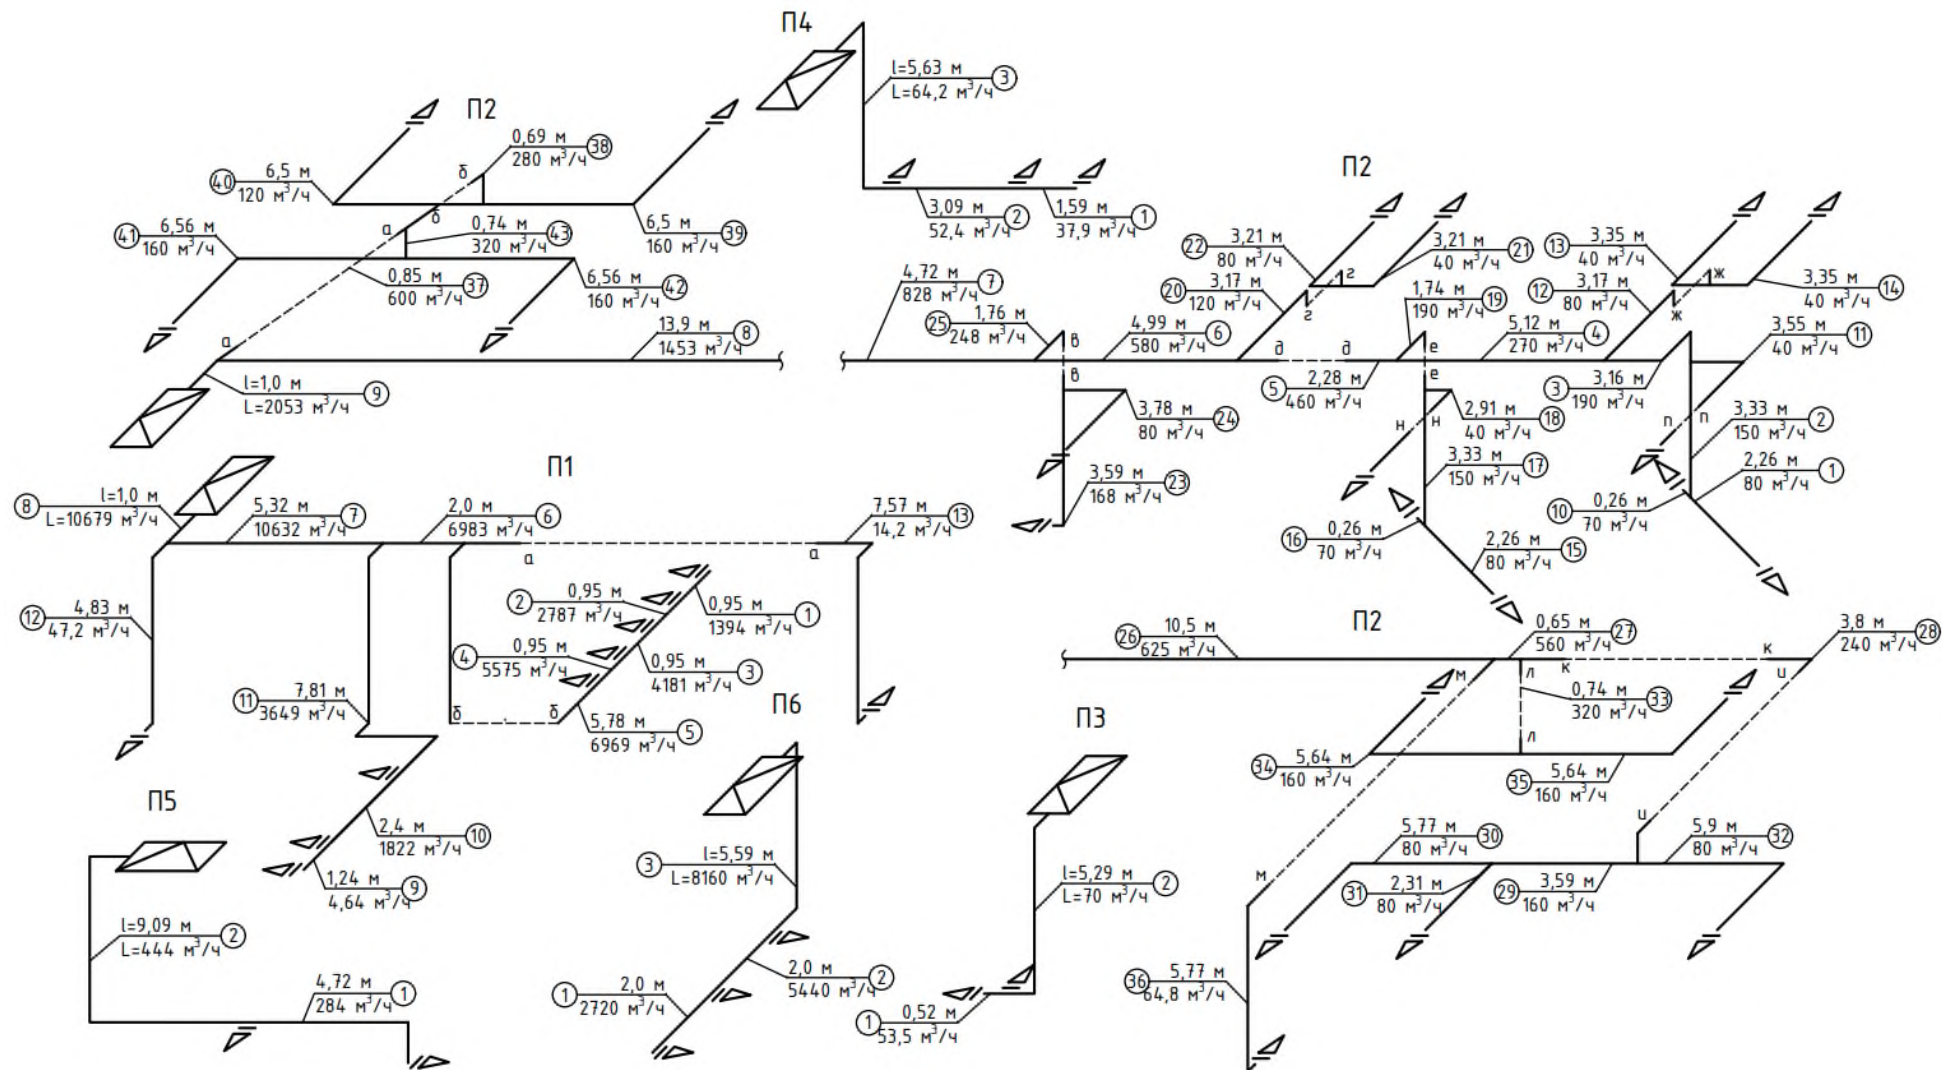 П4
l=5,63 м
L=64,2 м³/ч
3
3,09 м
52,4 м³/ч
2
1,59 м
37,9 м³/ч
1
П2
0,69 м
280 м³/ч
38
40
6,5 м
120 м³/ч
б
б
а
41
6,56 м
160 м³/ч
0,74 м
320 м³/ч
43
6,5 м
160 м³/ч
39
0,85 м
600 м³/ч
37
6,56 м
160 м³/ч
42
а
13,9 м
1453 м³/ч
8
l=1,0 м
L=2053 м³/ч
9
П2
22
3,21 м
80 м³/ч
3,21 м
40 м³/ч
21
13
3,35 м
40 м³/ч
3,35 м
40 м³/ч
14
4,72 м
828 м³/ч
7
20
3,17 м
120 м³/ч
г
г
1,74 м
190 м³/ч
19
12
3,17 м
80 м³/ч
ж
ж
25
1,76 м
248 м³/ч
в
в
4,99 м
580 м³/ч
6
д
д
е
е
5,12 м
270 м³/ч
4
3,55 м
40 м³/ч
11
5
2,28 м
460 м³/ч
3
3,16 м
190 м³/ч
3,78 м
80 м³/ч
24
н
н
2,91 м
40 м³/ч
18
п
п
3,33 м
150 м³/ч
2
3,59 м
168 м³/ч
23
3,33 м
150 м³/ч
17
2,26 м
80 м³/ч
1
16
0,26 м
70 м³/ч
10
0,26 м
70 м³/ч
2,26 м
80 м³/ч
15
П1
8
l=1,0 м
L=10679 м³/ч
5,32 м
10632 м³/ч
7
2,0 м
6983 м³/ч
6
7,57 м
14,2 м³/ч
13
а
а
12
4,83 м
47,2 м³/ч
2
0,95 м
2787 м³/ч
0,95 м
1394 м³/ч
1
4
0,95 м
5575 м³/ч
0,95 м
4181 м³/ч
3
11
7,81 м
3649 м³/ч
б
б
5,78 м
6969 м³/ч
5
2,4 м
1822 м³/ч
10
1,24 м
4,64 м³/ч
9
П2
26
10,5 м
625 м³/ч
0,65 м
560 м³/ч
27
3,8 м
240 м³/ч
28
м
л
к
к
и
0,74 м
320 м³/ч
33
л
34
5,64 м
160 м³/ч
35
5,64 м
160 м³/ч
и
5,77 м
80 м³/ч
30
5,9 м
80 м³/ч
32
м
31
2,31 м
80 м³/ч
29
3,59 м
160 м³/ч
36
5,77 м
64,8 м³/ч
П5
l=9,09 м
L=444 м³/ч
2
4,72 м
284 м³/ч
1
П6
3
l=5,59 м
L=8160 м³/ч
1
2,0 м
2720 м³/ч
2,0 м
5440 м³/ч
2
П3
l=5,29 м
L=70 м³/ч
2
1
0,52 м
53,5 м³/ч